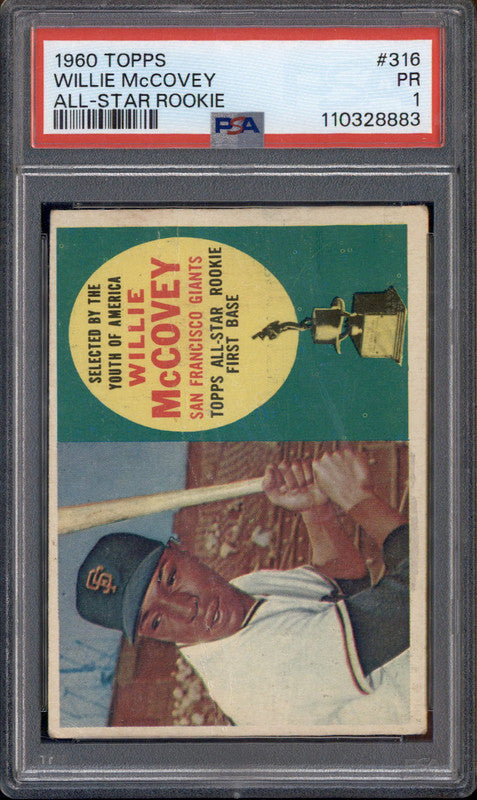 1960 TOPPS #316
WILLIE McCOVEY PR
ALL-STAR ROOKIE 1
PSA 110328883
SELECTED BY THE
YOUTH OF AMERICA
WILLIE
McCOVEY
SAN FRANCISCO GIANTS
TOPPS ALL-STAR ROOKIE
FIRST BASE
SF